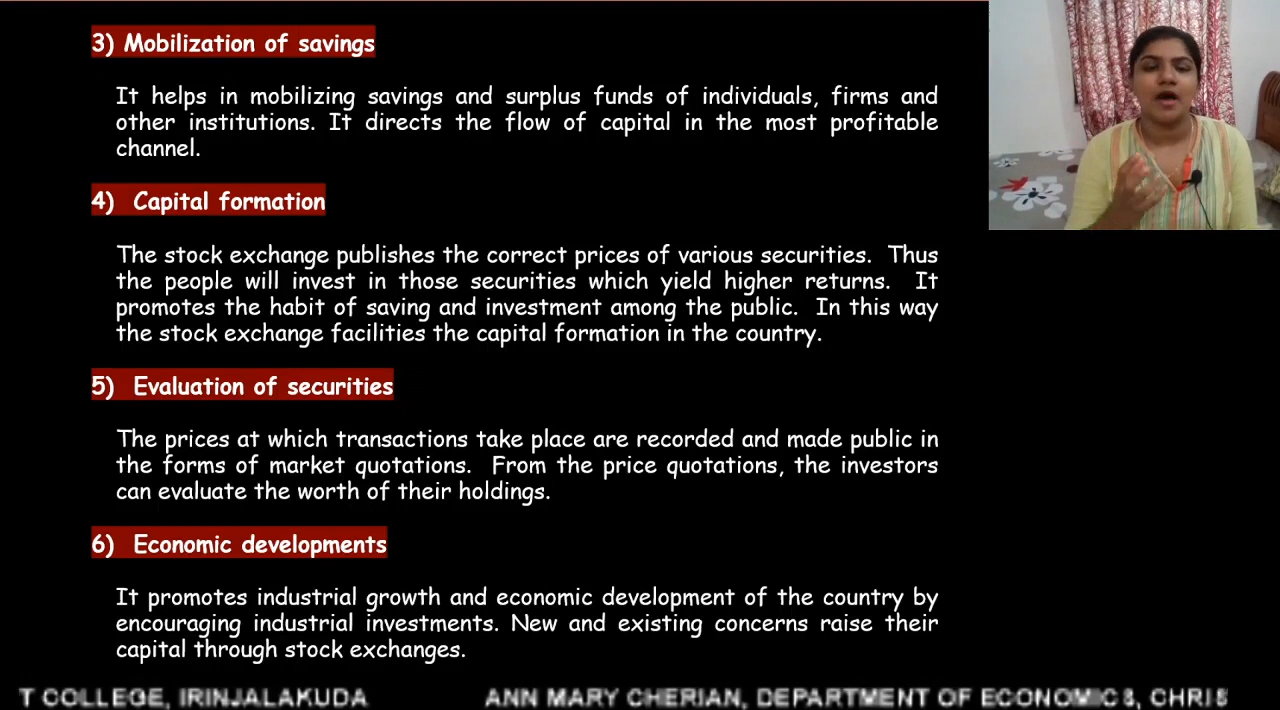 3) Mobilization of savings
It helps in mobilizing savings and surplus funds of individuals, firms and
other institutions. It directs the flow of capital in the most profitable
channel.
4) Capital formation
The stock exchange publishes the correct prices of various securities. Thus
the people will invest in those securities which yield higher returns. It
promotes the habit of saving and investment among the public. In this way
the stock exchange facilities the capital formation in the country.
5) Evaluation of securities
The prices at which transactions take place are recorded and made public in
the forms of market quotations. From the price quotations, the investors
can evaluate the worth of their holdings.
6) Economic developments
It promotes industrial growth and economic development of the country by
encouraging industrial investments. New and existing concerns raise their
capital through stock exchanges.
T COLLEGE, IRINJALAKUDA ANN MARY CHERIAN, DEPARTMENT OF ECONOMICS, CHRIS